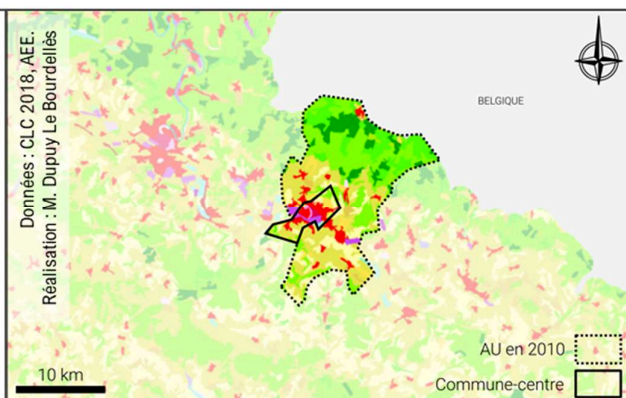 Données : CLC 2018, AEE.
Réalisation : M. Dupuy Le Bourdellès
BELGIQUE
AU en 2010
Commune-centre
10 km